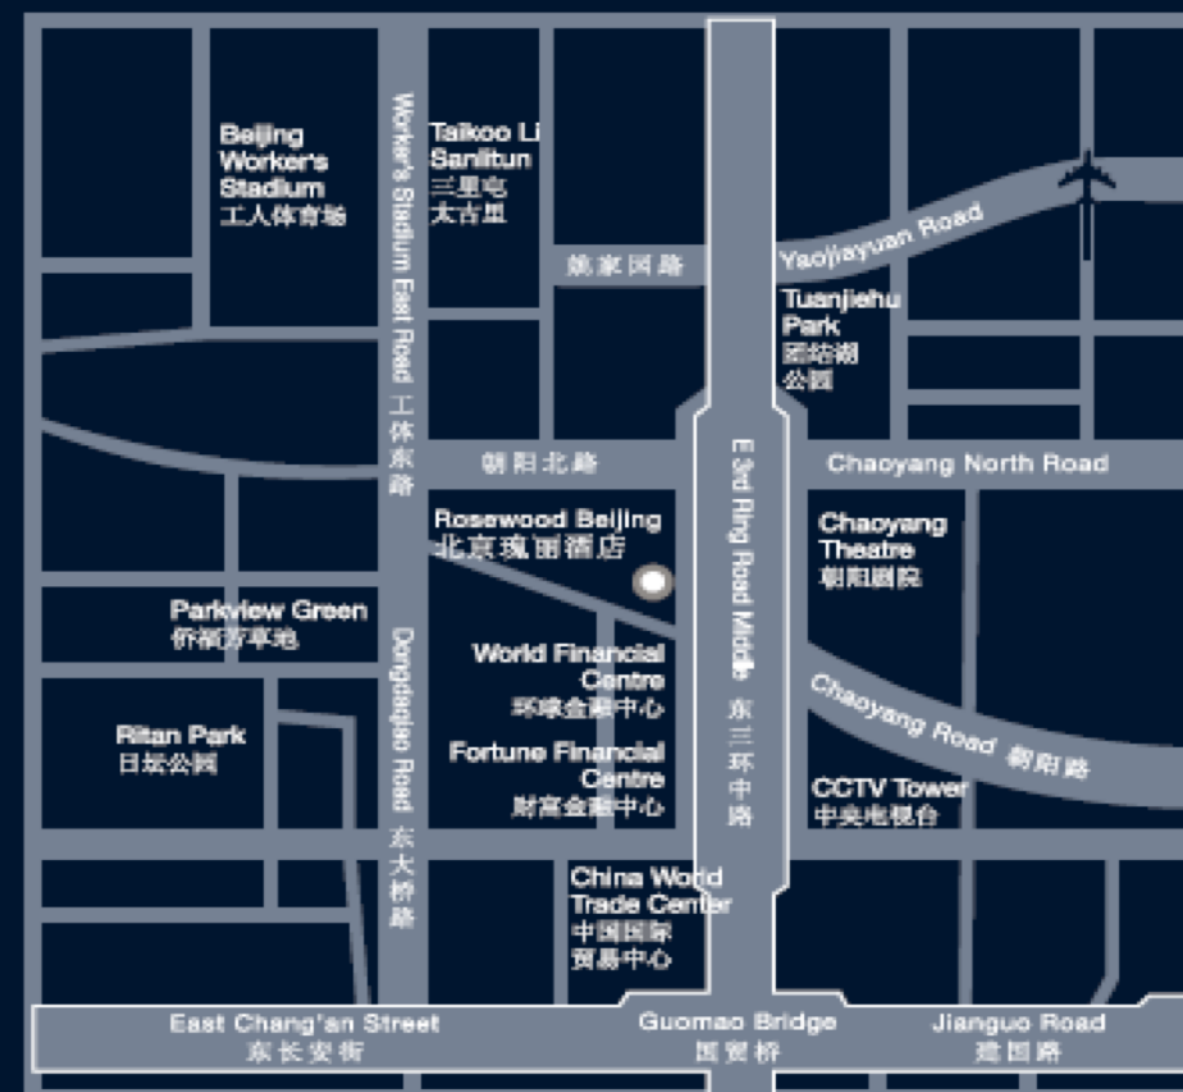 Beijing
Worker's
Stadium
工人体育场
Worker's Stadium East Road 工体东路
Taikoo Li
Sanlitun
三里屯
太古里
姚家园路
Yaojiayuan Road
Tuanjiehu
Park
团结湖
公园
朝阳北路
E 3rd Ring Road Middle 东三环中路
Chaoyang North Road
Rosewood Beijing
北京瑰丽酒店
Chaoyang
Theatre
朝阳剧院
Parkview Green
侨福芳草地
Dongdaqiao Road 东大桥路
World Financial
Centre
环球金融中心
Chaoyang Road 朝阳路
Ritan Park
日坛公园
Fortune Financial
Centre
财富金融中心
CCTV Tower
中央电视台
China World
Trade Center
中国国际
贸易中心
East Chang'an Street
东长安街
Guomao Bridge
国贸桥
Jianguo Road
建国路